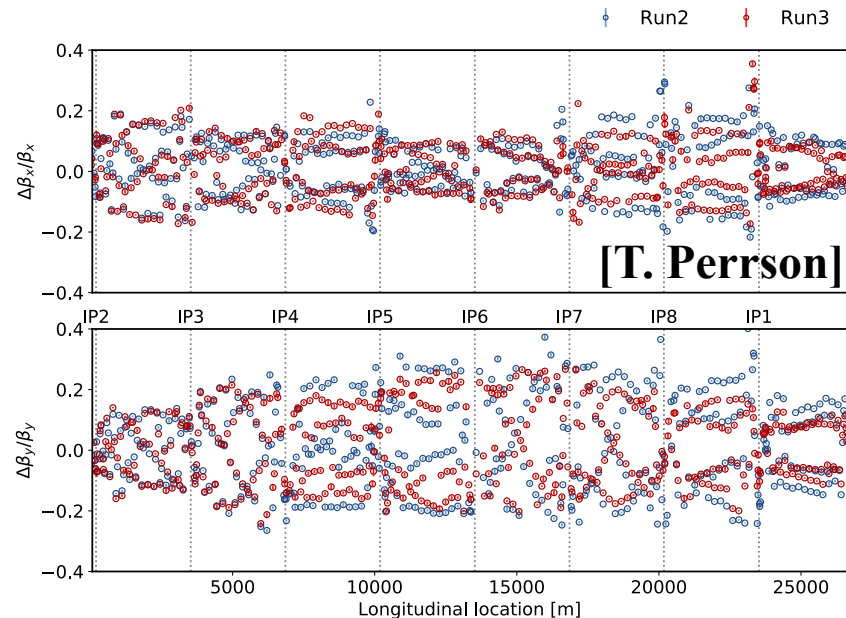 Run2 Run3
0.4
0.2
0.0
−0.2
−0.4
Δβx/βx
[T. Perrson]
IP2 IP3 IP4 IP5 IP6 IP7 IP8 IP1
0.4
0.2
0.0
−0.2
−0.4
Δβy/βy
5000 10000 15000 20000 25000
Longitudinal location [m]